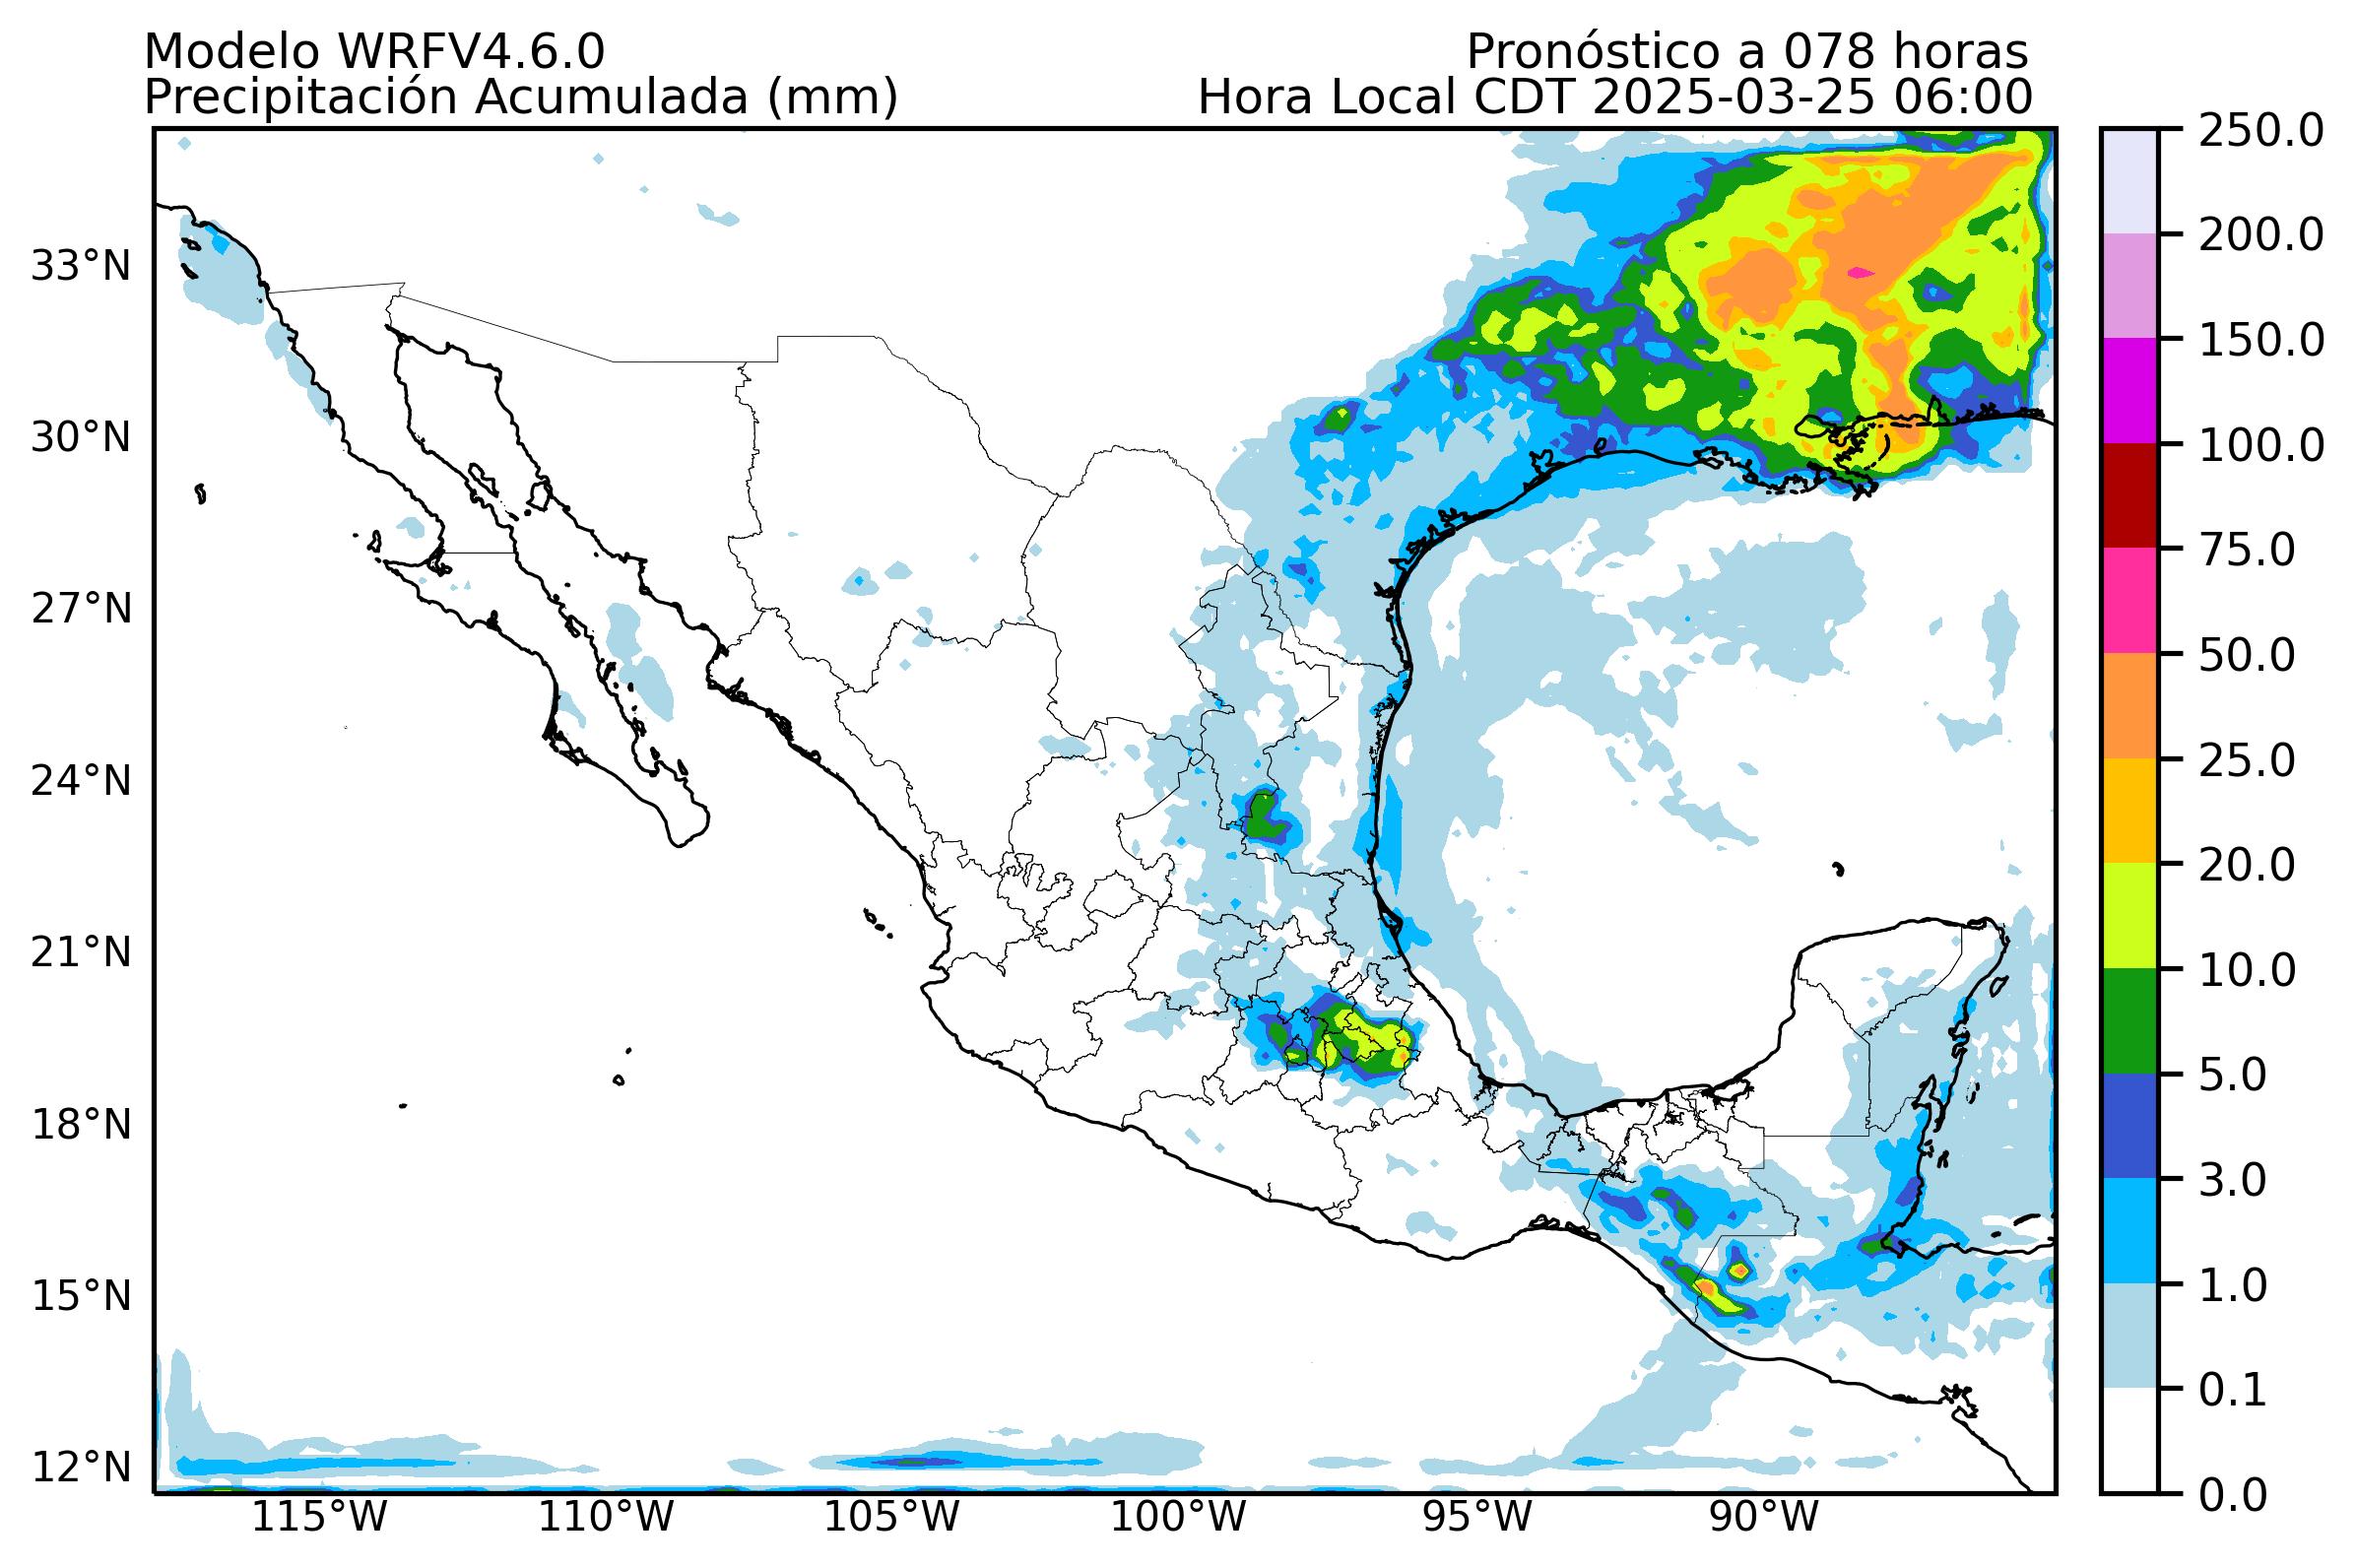 Modelo WRFV4.6.0
Pronóstico a 078 horas
Precipitación Acumulada (mm)
Hora Local CDT 2025-03-25 06:00
33°N
30°N
27°N
24°N
21°N
18°N
15°N
12°N
115°W
110°W
105°W
100°W
95°W
90°W
250.0
200.0
150.0
100.0
75.0
50.0
25.0
20.0
10.0
5.0
3.0
1.0
0.1
0.0